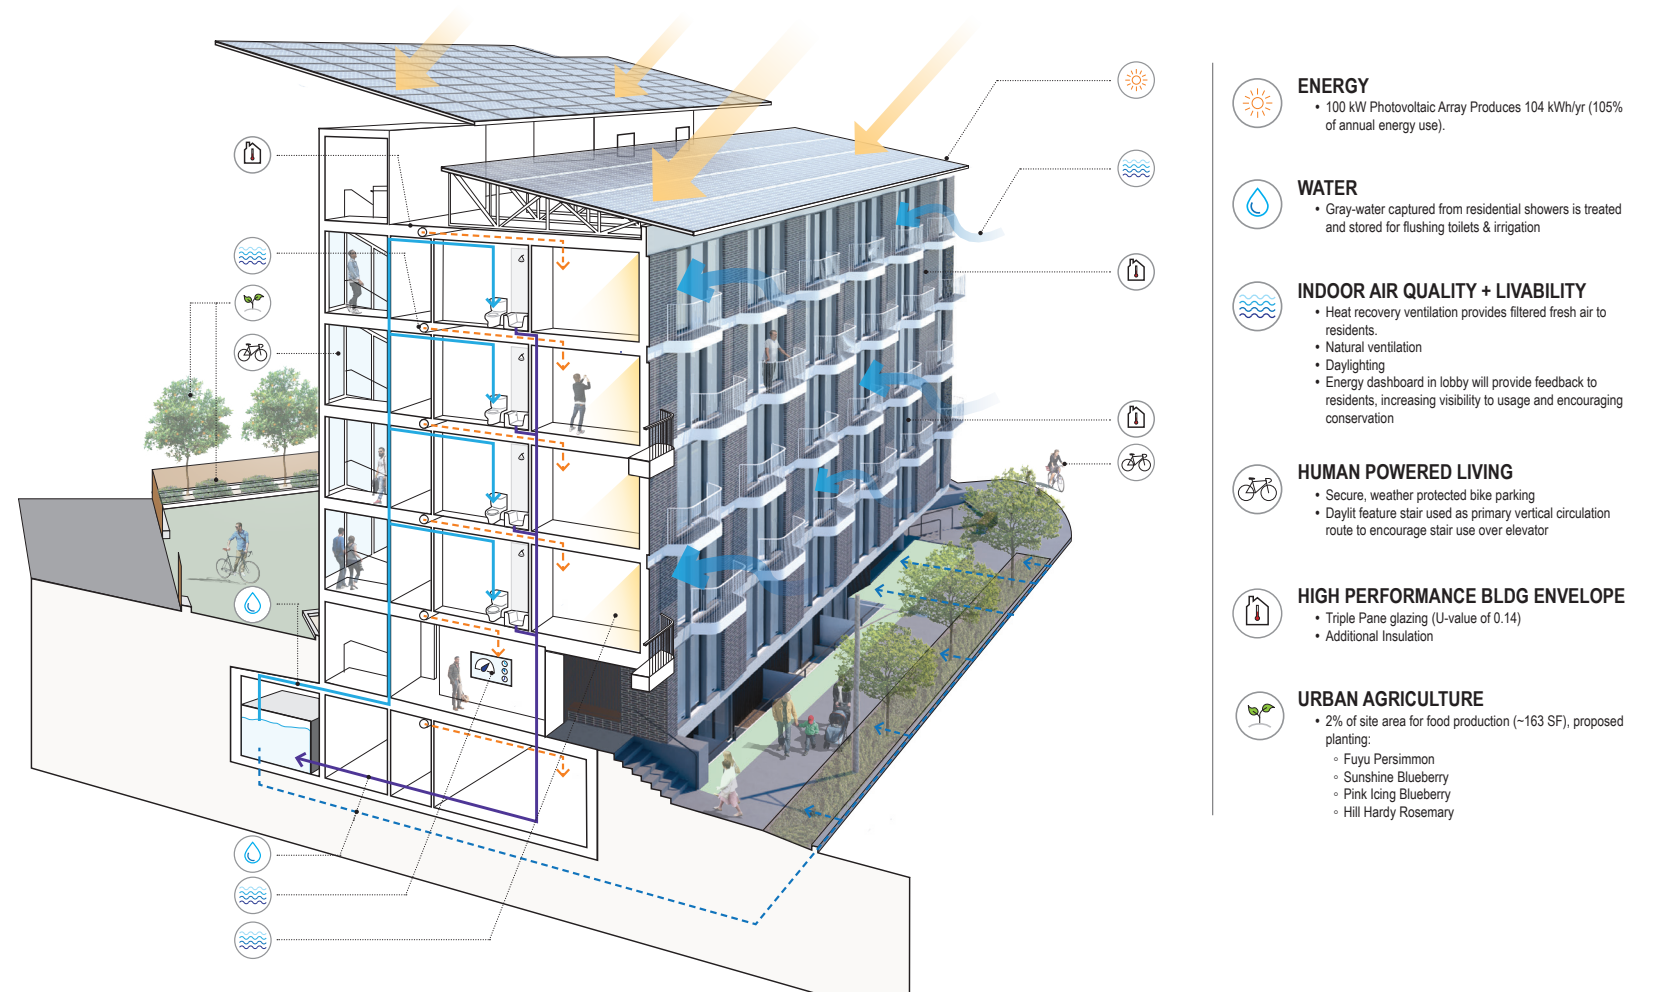 ENERGY
• 100 kW Photovoltaic Array Produces 104 kWh/yr (105%
of annual energy use).
WATER
• Gray-water captured from residential showers is treated
and stored for flushing toilets & irrigation
INDOOR AIR QUALITY + LIVABILITY
• Heat recovery ventilation provides filtered fresh air to
residents.
• Natural ventilation
• Daylighting
• Energy dashboard in lobby will provide feedback to
residents, increasing visibility to usage and encouraging
conservation
HUMAN POWERED LIVING
• Secure, weather protected bike parking
• Daylit feature stair used as primary vertical circulation
route to encourage stair use over elevator
HIGH PERFORMANCE BLDG ENVELOPE
• Triple Pane glazing (U-value of 0.14)
• Additional Insulation
URBAN AGRICULTURE
• 2% of site area for food production (~163 SF), proposed
planting:
◦ Fuyu Persimmon
◦ Sunshine Blueberry
◦ Pink Icing Blueberry
◦ Hill Hardy Rosemary